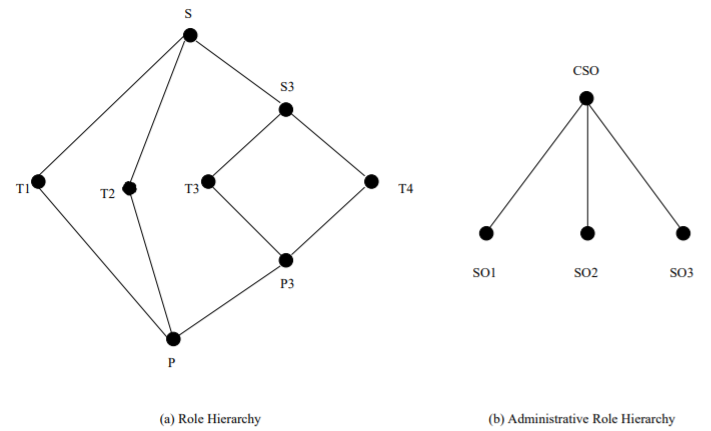 S
S3
CSO
T1
T2
T3
T4
SO1
SO2
SO3
P3
P
(a) Role Hierarchy
(b) Administrative Role Hierarchy